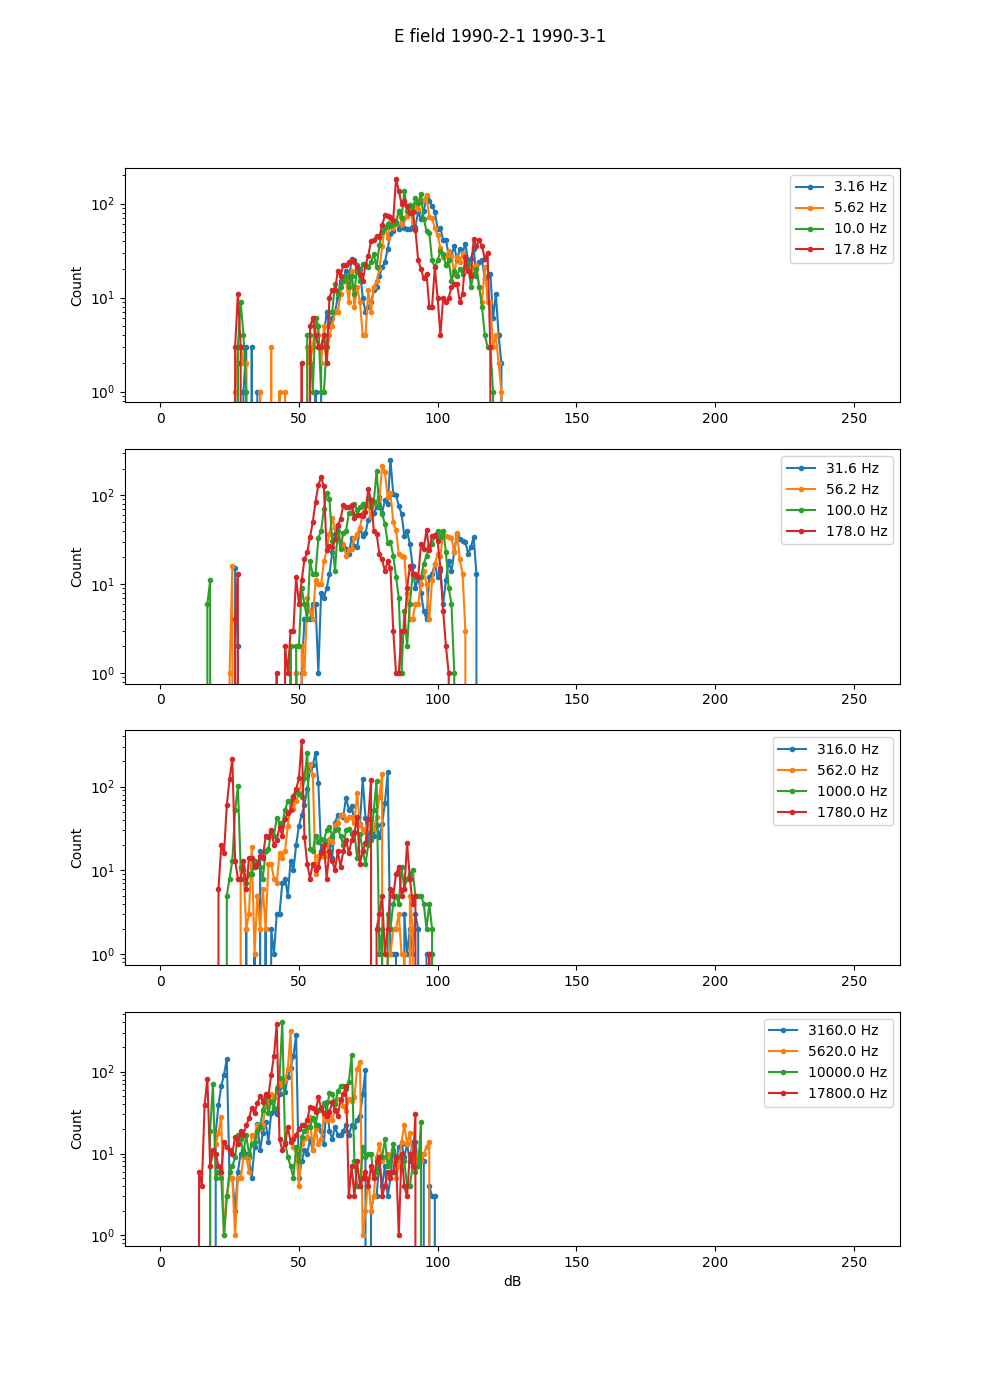 E field 1990-2-1 1990-3-1
Count
10² 
10¹
10⁰
3.16 Hz
5.62 Hz
10.0 Hz
17.8 Hz
0 50 100 150 200 250
Count
10²
10¹
10⁰
31.6 Hz
56.2 Hz
100.0 Hz
178.0 Hz
0 50 100 150 200 250
Count
10²
10¹
10⁰
316.0 Hz
562.0 Hz
1000.0 Hz
1780.0 Hz
0 50 100 150 200 250
Count
10²
10¹
10⁰
3160.0 Hz
5620.0 Hz
10000.0 Hz
17800.0 Hz
0 50 100 150 200 250
dB